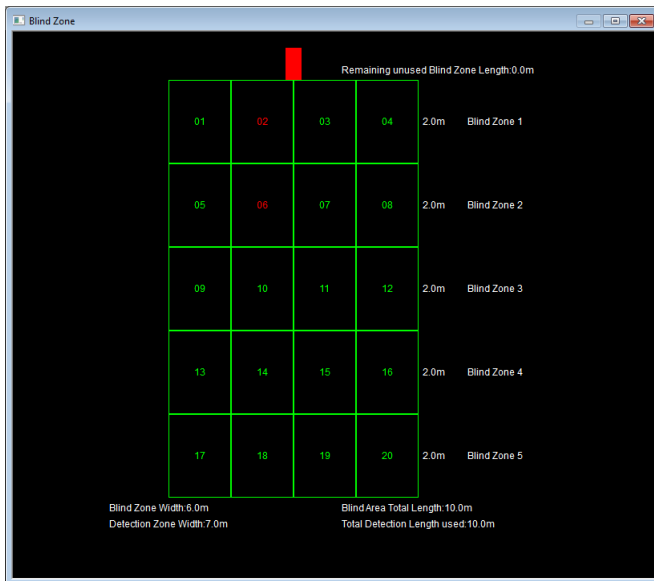 Blind Zone
Remaining unused Blind Zone Length:0.0m
01 02 03 04 2.0m Blind Zone 1
05 06 07 08 2.0m Blind Zone 2
09 10 11 12 2.0m Blind Zone 3
13 14 15 16 2.0m Blind Zone 4
17 18 19 20 2.0m Blind Zone 5
Blind Zone Width:6.0m Blind Area Total Length:10.0m
Detection Zone Width:7.0m Total Detection Length used:10.0m